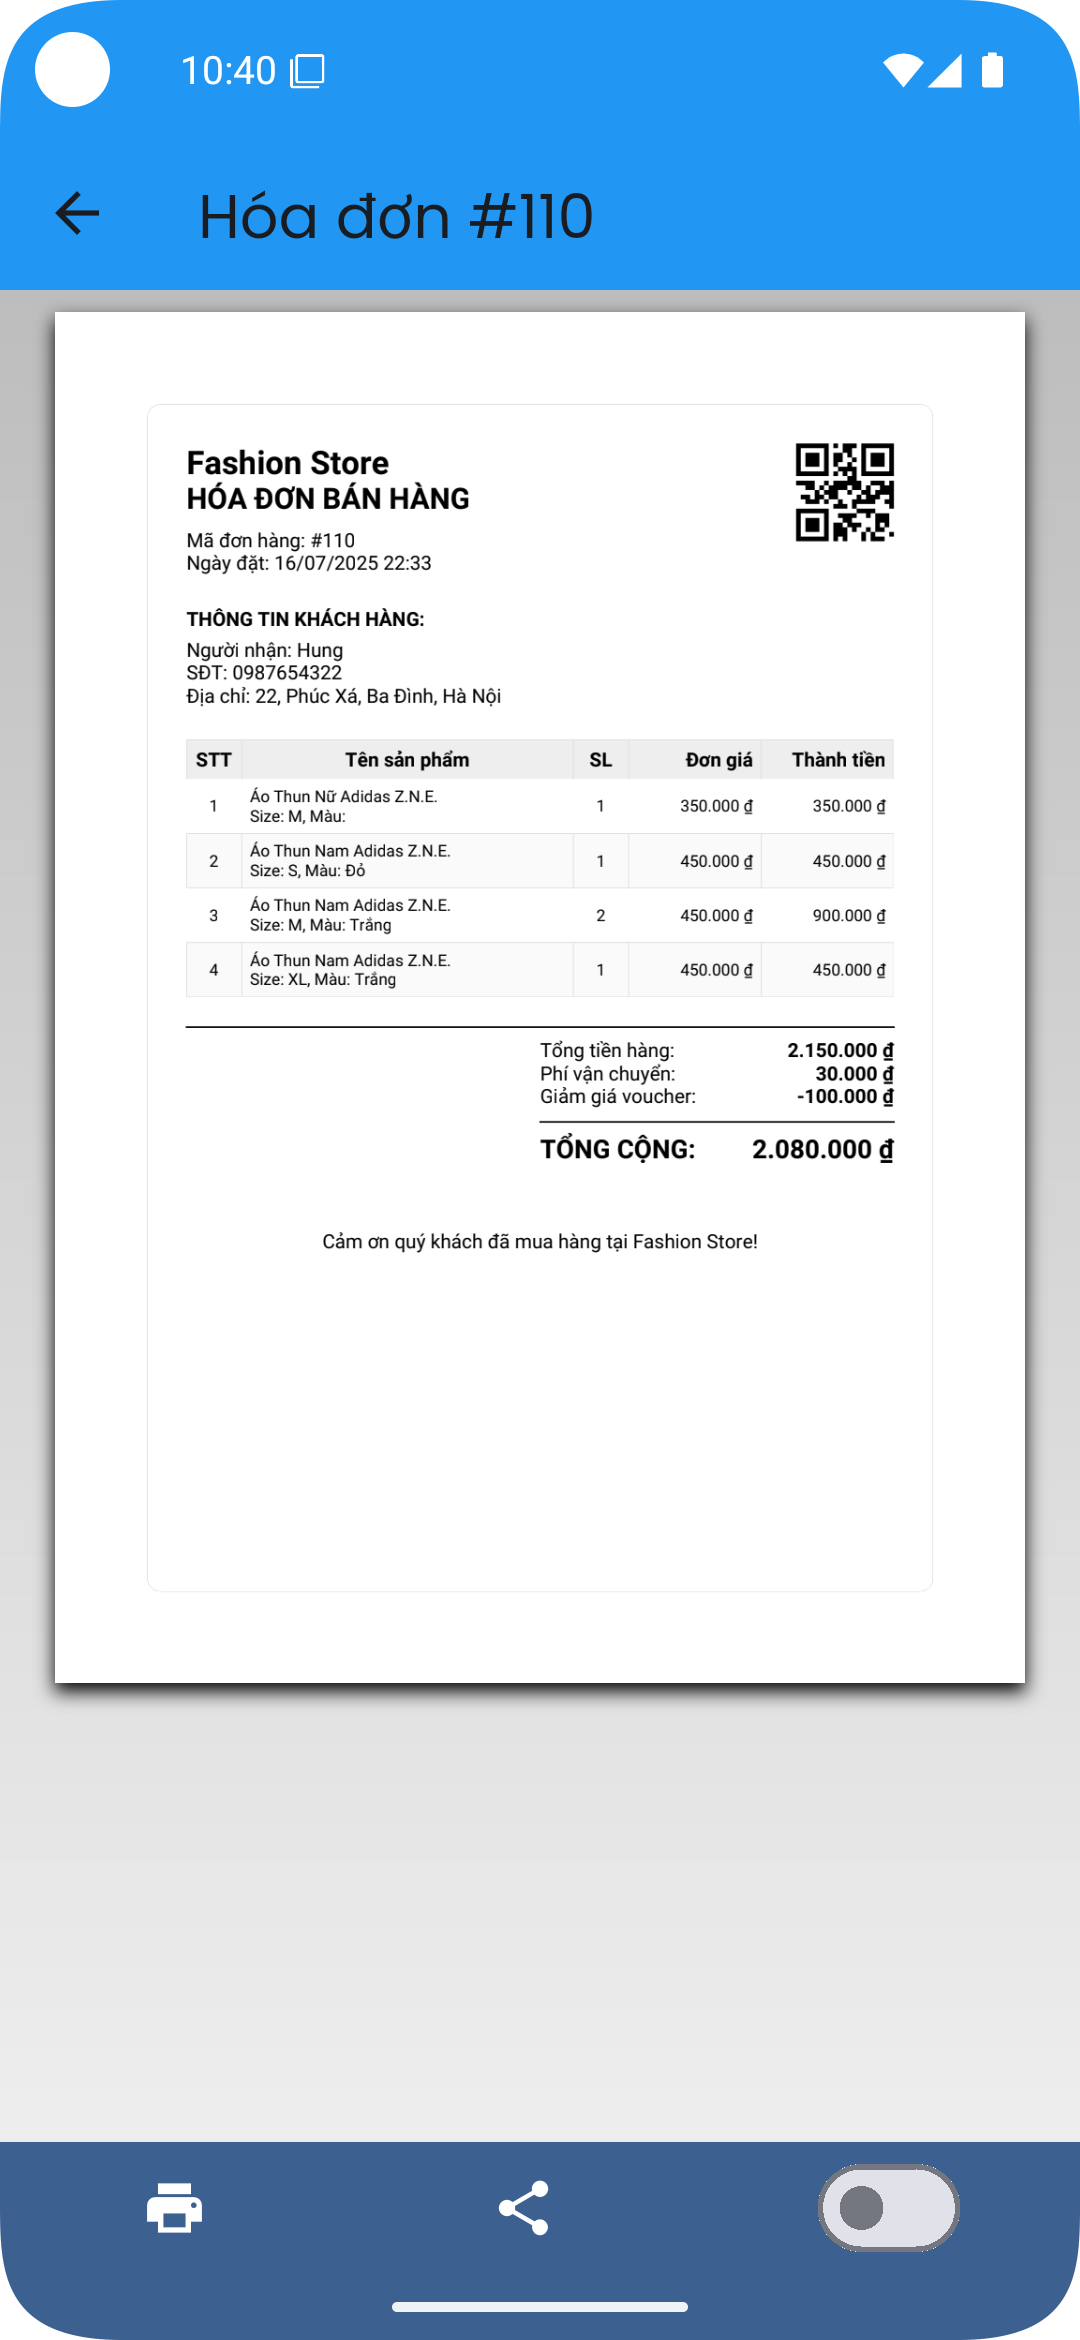 10:40
Hóa đơn #110
Fashion Store
HÓA ĐƠN BÁN HÀNG
Mã đơn hàng: #110
Ngày đặt: 16/07/2025 22:33
THÔNG TIN KHÁCH HÀNG:
Người nhận: Hung
SĐT: 0987654322
Địa chỉ: 22, Phúc Xá, Ba Đình, Hà Nội
STT Tên sản phẩm SL Đơn giá Thành tiền
1 Áo Thun Nữ Adidas Z.N.E. 1 350.000 ₫ 350.000 ₫
Size: M, Màu:
2 Áo Thun Nam Adidas Z.N.E. 1 450.000 ₫ 450.000 ₫
Size: S, Màu: Đỏ
3 Áo Thun Nam Adidas Z.N.E. 2 450.000 ₫ 900.000 ₫
Size: M, Màu: Trắng
4 Áo Thun Nam Adidas Z.N.E. 1 450.000 ₫ 450.000 ₫
Size: XL, Màu: Trắng
Tổng tiền hàng: 2.150.000 ₫
Phí vận chuyển: 30.000 ₫
Giảm giá voucher: -100.000 ₫
TỔNG CỘNG: 2.080.000 ₫
Cảm ơn quý khách đã mua hàng tại Fashion Store!